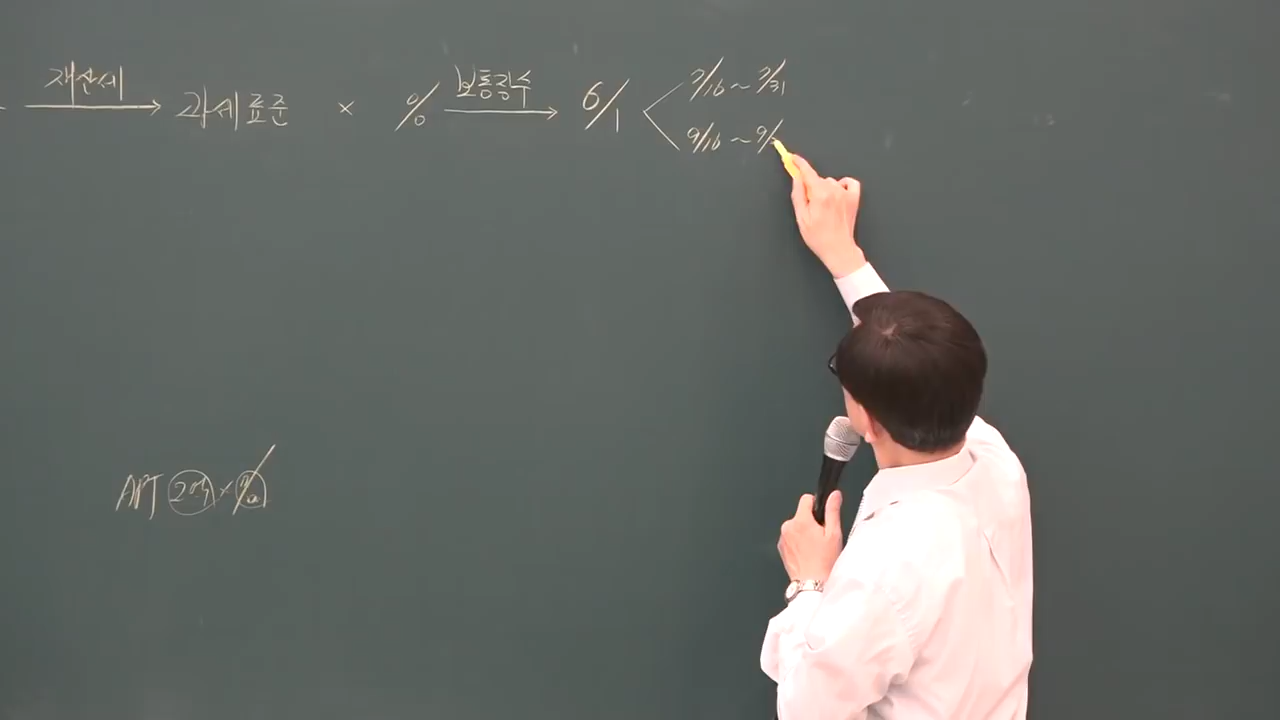 재산세
→ 과세표준 × % 보통징수 → 6/1 < 7/16 ~ 7/31
9/16 ~ 9/
APT 2억 ×